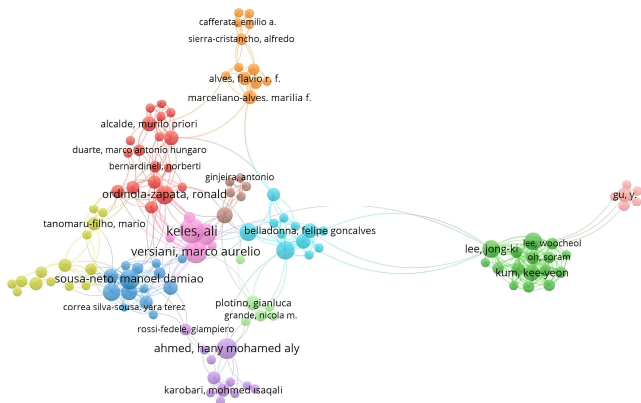 cafferata, emilio a.
sierra-cristancho, alfredo
alves, flavio r. f.
marceliano-alves, marilia f.
alcalde, murilo priori
duarte, marco antonio hungaro
bernardineli, norberti
ginjeira, antonio
ordinola-zapata, ronald
gu, y.
tanomaru-filho, mario
keles, ali
belladonna, felipe goncalves
lee, woocheol
lee, jong-ki
versiani, marco aurelio
oh, soram
kum, kee-yeon
sousa-neto, manoel damiao
plotino, gianluca
correa silva-sousa, yara terez
grande, nicola m.
rossi-fedele, giampiero
ahmed, hany mohamed aly
karobari, mohmed isaqali